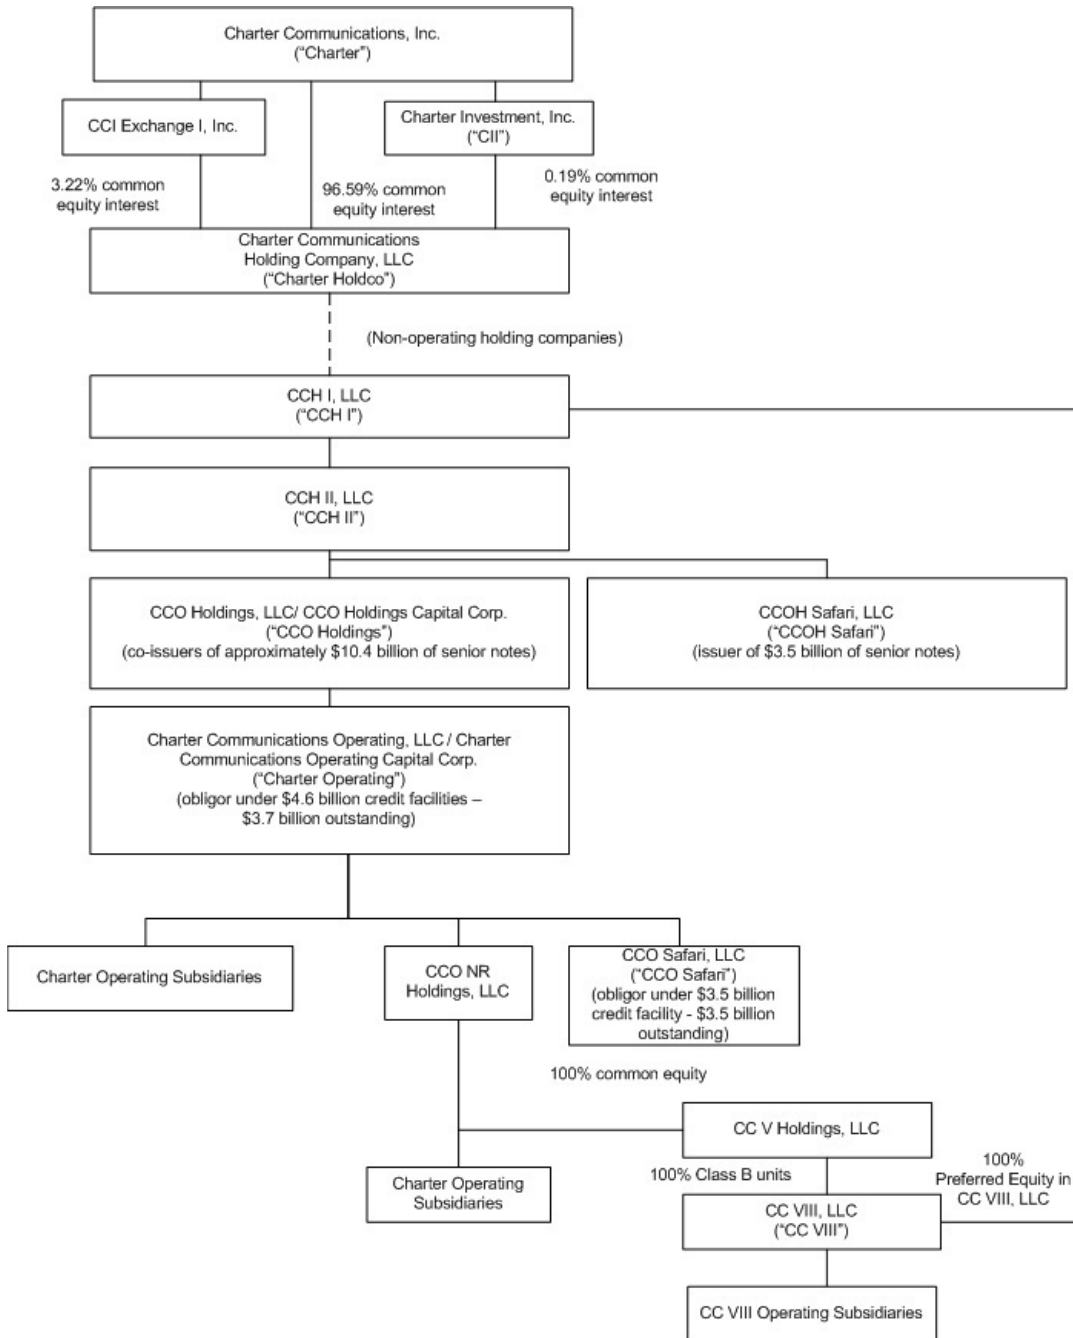 Charter Communications, Inc.
(“Charter”)
CCI Exchange I, Inc.
Charter Investment, Inc.
(“CII”)
3.22% common
equity interest
96.59% common
equity interest
0.19% common
equity interest
Charter Communications
Holding Company, LLC
(“Charter Holdco”)
(Non-operating holding companies)
CCH I, LLC
(“CCH I”)
CCH II, LLC
(“CCH II”)
CCO Holdings, LLC/ CCO Holdings Capital Corp.
(“CCO Holdings”)
(co-issuers of approximately $10.4 billion of senior notes)
CCOH Safari, LLC
(“CCOH Safari”)
(issuer of $3.5 billion of senior notes)
Charter Communications Operating, LLC / Charter
Communications Operating Capital Corp.
(“Charter Operating”)
(obligor under $4.6 billion credit facilities –
$3.7 billion outstanding)
Charter Operating Subsidiaries
CCO NR
Holdings, LLC
CCO Safari, LLC
(“CCO Safari”)
(obligor under $3.5 billion
credit facility - $3.5 billion
outstanding)
100% common equity
CC V Holdings, LLC
Charter Operating
Subsidiaries
100% Class B units
100%
Preferred Equity in
CC VIII, LLC
CC VIII, LLC
(“CC VIII”)
CC VIII Operating Subsidiaries